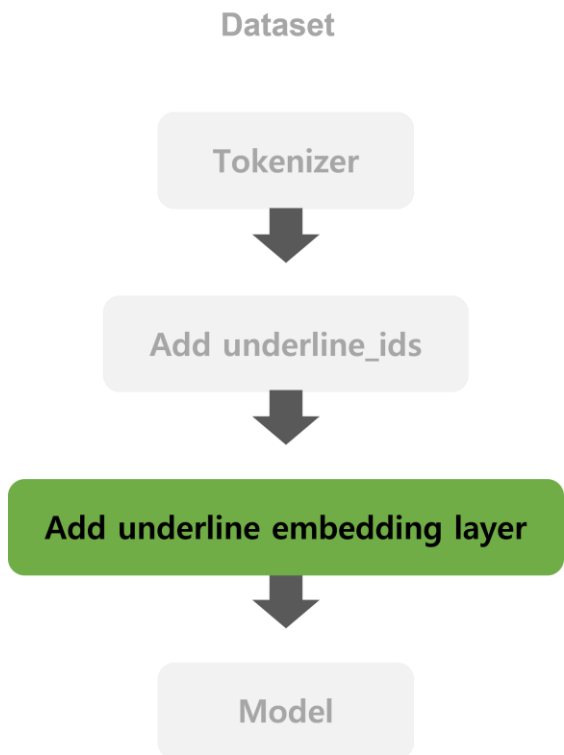 Dataset
Tokenizer
Add underline_ids
Add underline embedding layer
Model